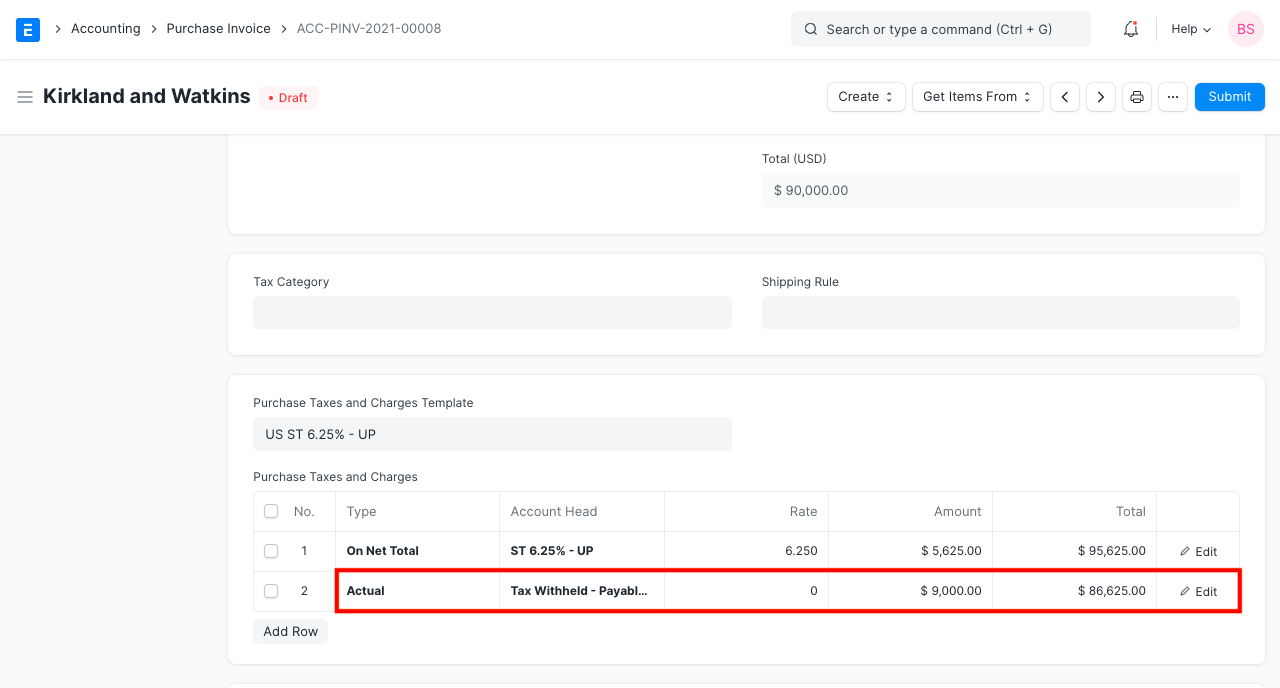 E Accounting Purchase Invoice ACC-PINV-2021-00008 Search or type a command (Ctrl + G) Help BS
Kirkland and Watkins • Draft Create Get Items From ... Submit
Total (USD)
$ 90,000.00
Tax Category Shipping Rule
Purchase Taxes and Charges Template
US ST 6.25% - UP
Purchase Taxes and Charges
No. Type Account Head Rate Amount Total
1 On Net Total ST 6.25% - UP 6.250 $ 5,625.00 $ 95,625.00 Edit
2 Actual Tax Withheld - Payabl... 0 $ 9,000.00 $ 86,625.00 Edit
Add Row